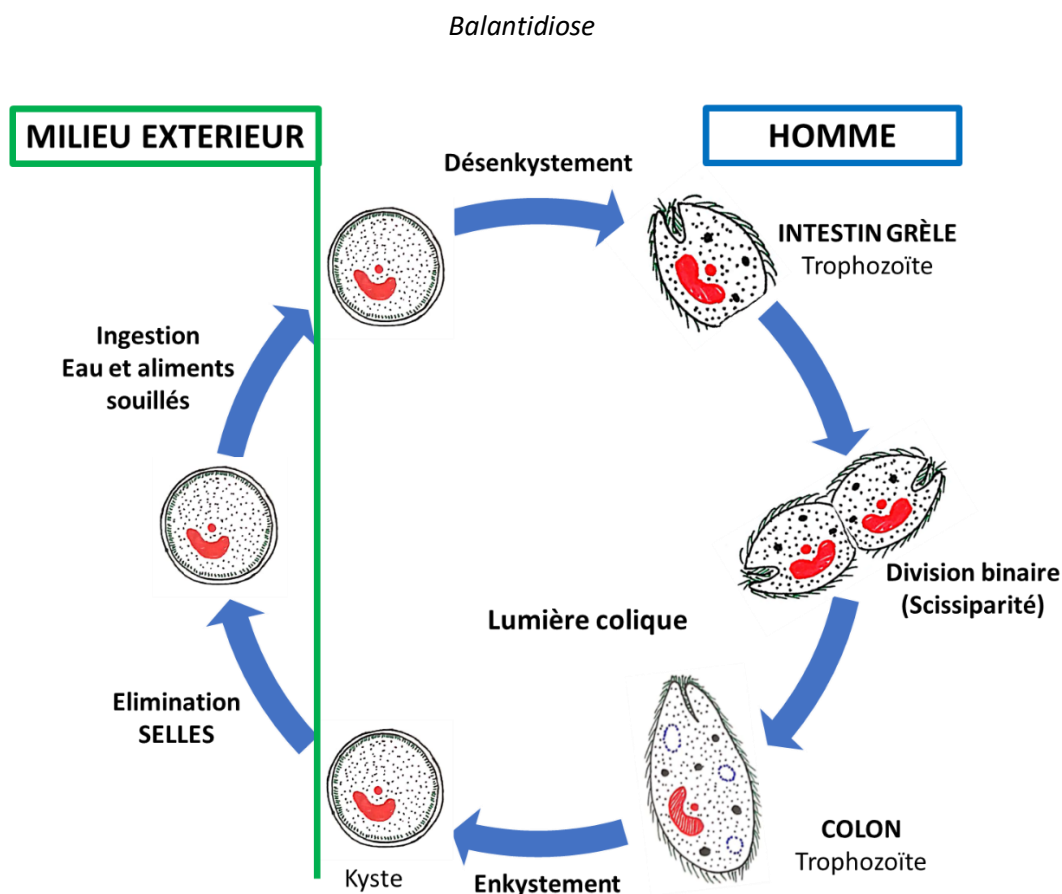 Balantidiose
MILIEU EXTERIEUR
HOMME
Désenkystement
INTESTIN GRÈLE
Trophozoïte
Ingestion
Eau et aliments
souillés
Division binaire
(Scissiparité)
Lumière colique
Elimination
SELLES
COLON
Trophozoïte
Kyste
Enkystement